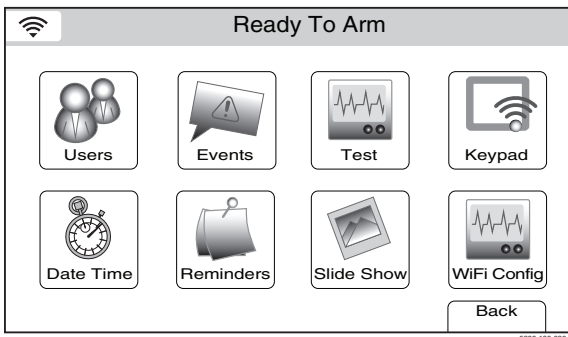 Ready To Arm
Users
Events
Test
Keypad
Date Time
Reminders
Slide Show
WiFi Config
Back